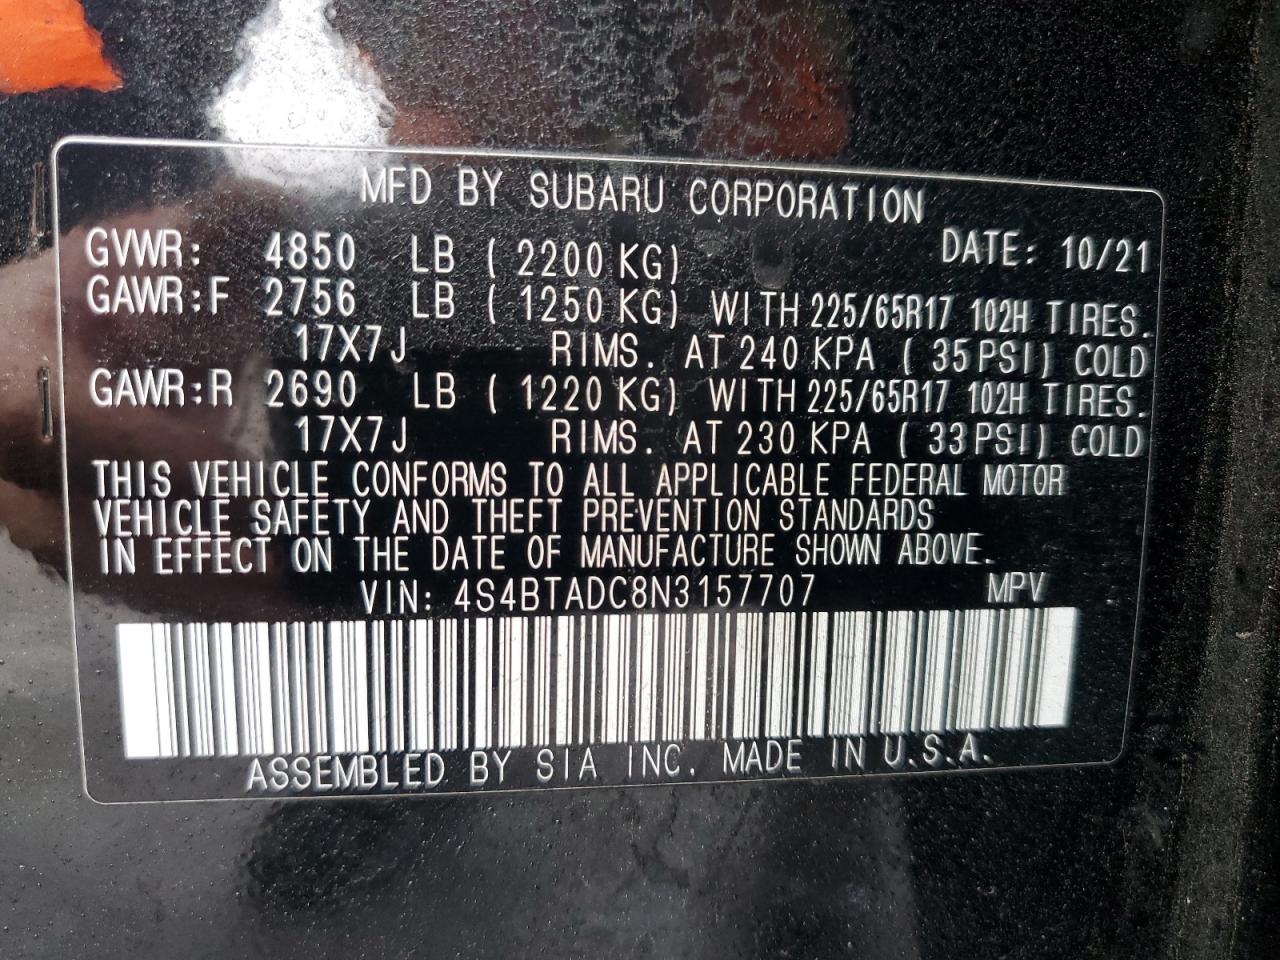 MFD BY SUBARU CORPORATION
GVWR: 4850 LB ( 2200 KG) DATE: 10/21
GAWR:F 2756 LB ( 1250 KG) WITH 225/65R17 102H TIRES.
17X7J RIMS. AT 240 KPA ( 35 PSI) COLD
GAWR:R 2690 LB ( 1220 KG) WITH 225/65R17 102H TIRES.
17X7J RIMS. AT 230 KPA ( 33 PSI) COLD
THIS VEHICLE CONFORMS TO ALL APPLICABLE FEDERAL MOTOR
VEHICLE SAFETY AND THEFT PREVENTION STANDARDS
IN EFFECT ON THE DATE OF MANUFACTURE SHOWN ABOVE.
VIN: 4S4BTADC8N3157707 MPV
ASSEMBLED BY SIA INC. MADE IN U.S.A.